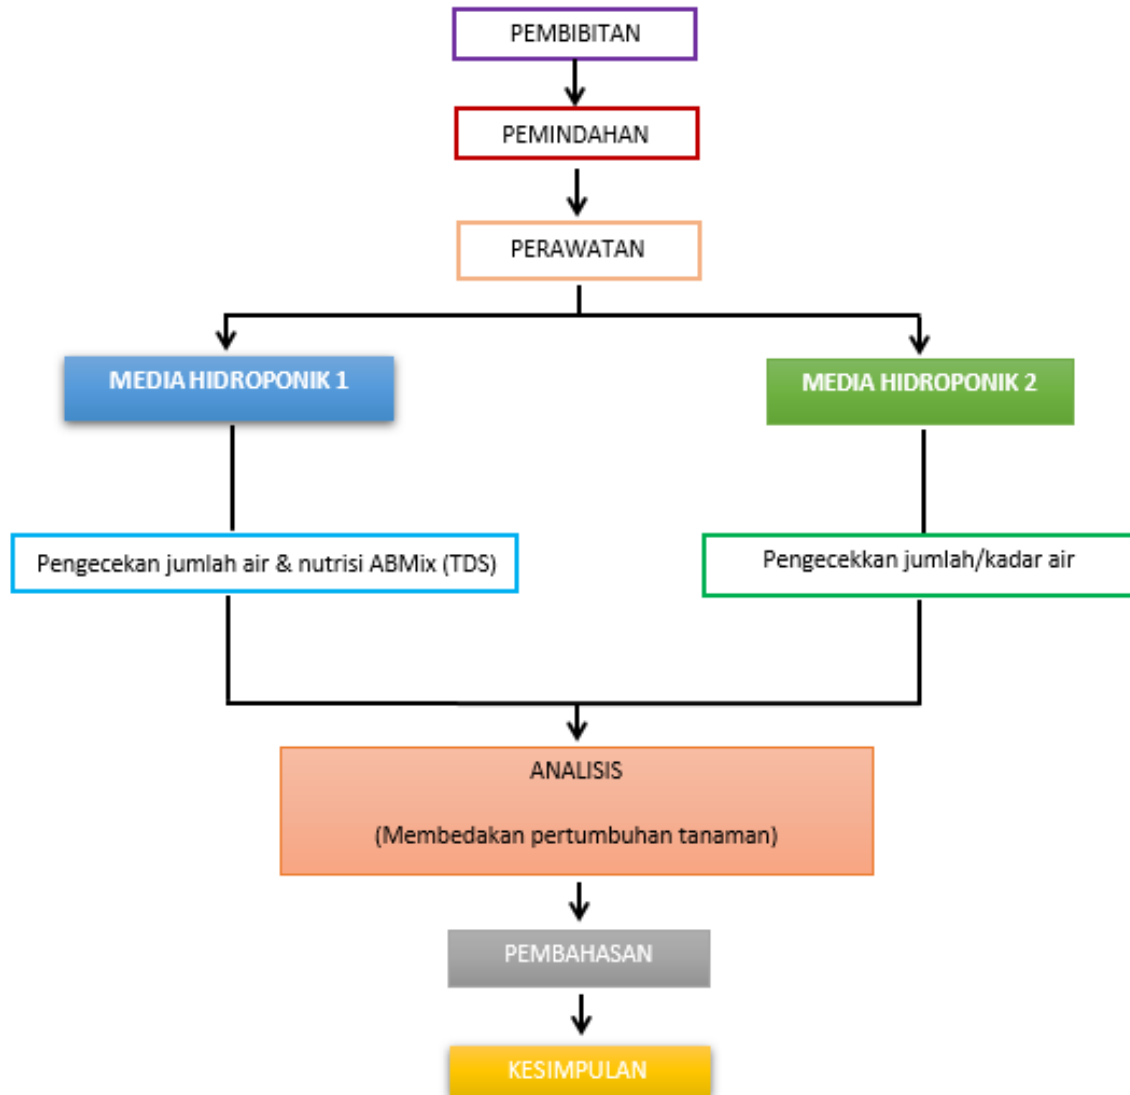 PEMBIBITAN
PEMINDAHAN
PERAWATAN
MEDIA HIDROPONIK 1
MEDIA HIDROPONIK 2
Pengecekan jumlah air & nutrisi ABMix (TDS)
Pengecekkan jumlah/kadar air
ANALISIS
(Membedakan pertumbuhan tanaman)
PEMBAHASAN
KESIMPULAN